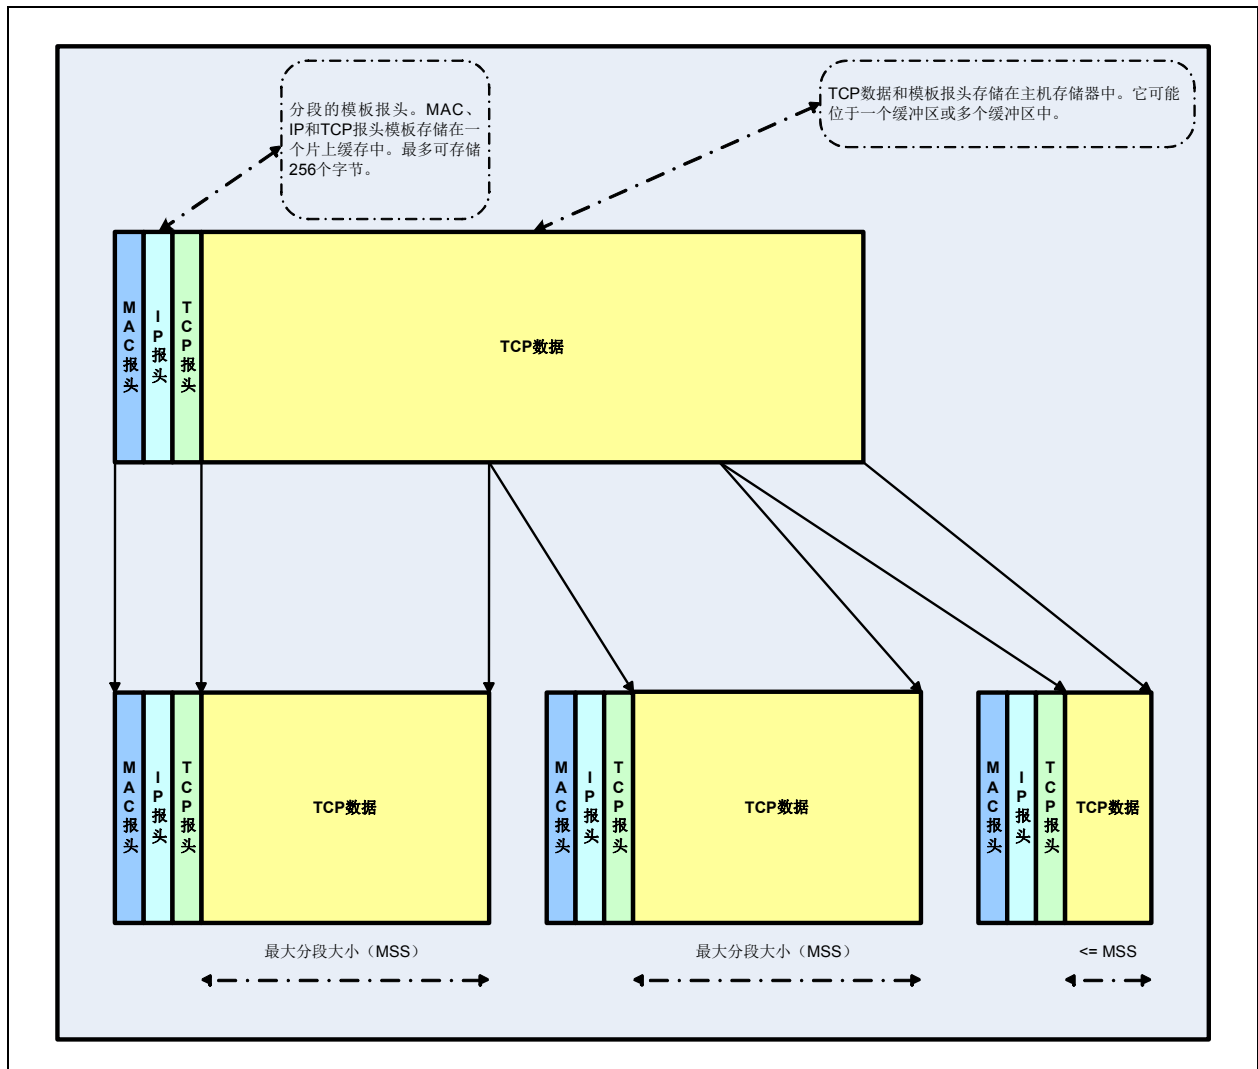 分段的模板报头。MAC、
IP和TCP报头模板存储在一
个片上缓存中。最多可存储
256个字节。
TCP数据和模板报头存储在主机存储器中。它可能
位于一个缓冲区或多个缓冲区中。
MAC报头
IP报头
TCP报头
TCP数据
MAC报头
IP报头
TCP报头
TCP数据
MAC报头
IP报头
TCP报头
TCP数据
MAC报头
IP报头
TCP报头
TCP数据
最大分段大小（MSS）
最大分段大小（MSS）
<= MSS